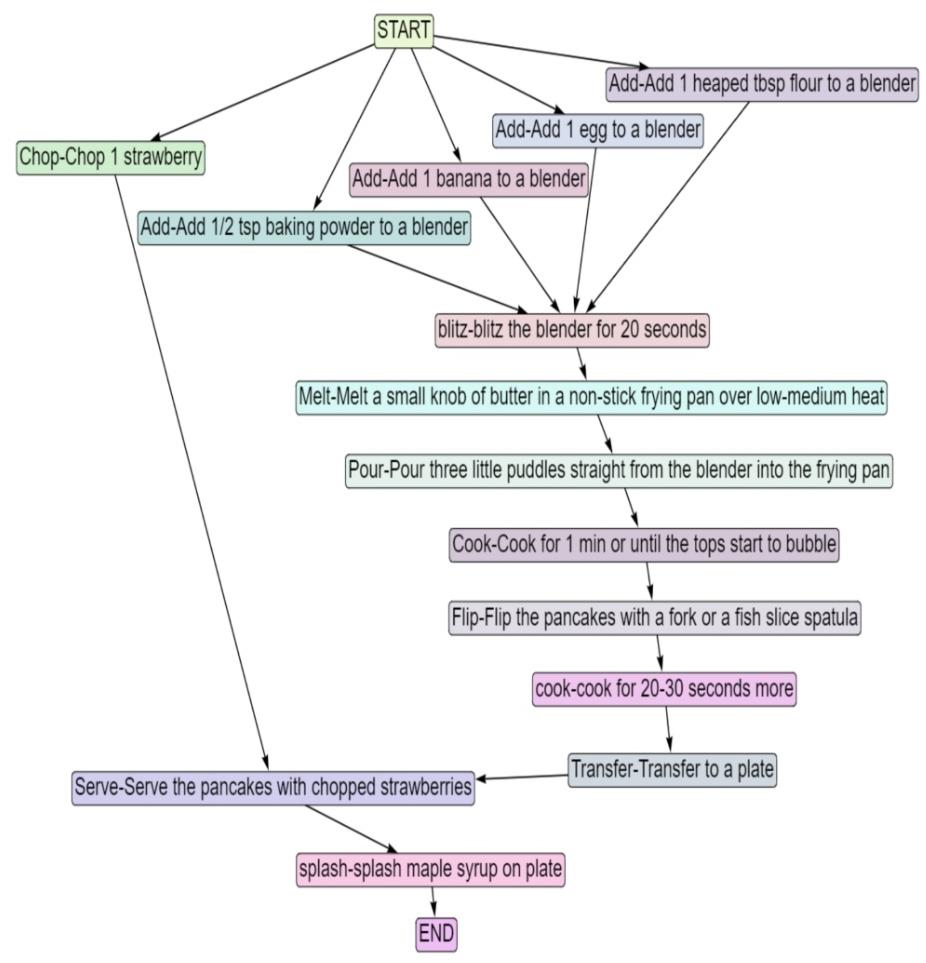 START
Add-Add 1 heaped tbsp flour to a blender
Add-Add 1 egg to a blender
Chop-Chop 1 strawberry
Add-Add 1 banana to a blender
Add-Add 1/2 tsp baking powder to a blender
blitz-blitz the blender for 20 seconds
Melt-Melt a small knob of butter in a non-stick frying pan over low-medium heat
Pour-Pour three little puddles straight from the blender into the frying pan
Cook-Cook for 1 min or until the tops start to bubble
Flip-Flip the pancakes with a fork or a fish slice spatula
cook-cook for 20-30 seconds more
Transfer-Transfer to a plate
Serve-Serve the pancakes with chopped strawberries
splash-splash maple syrup on plate
END